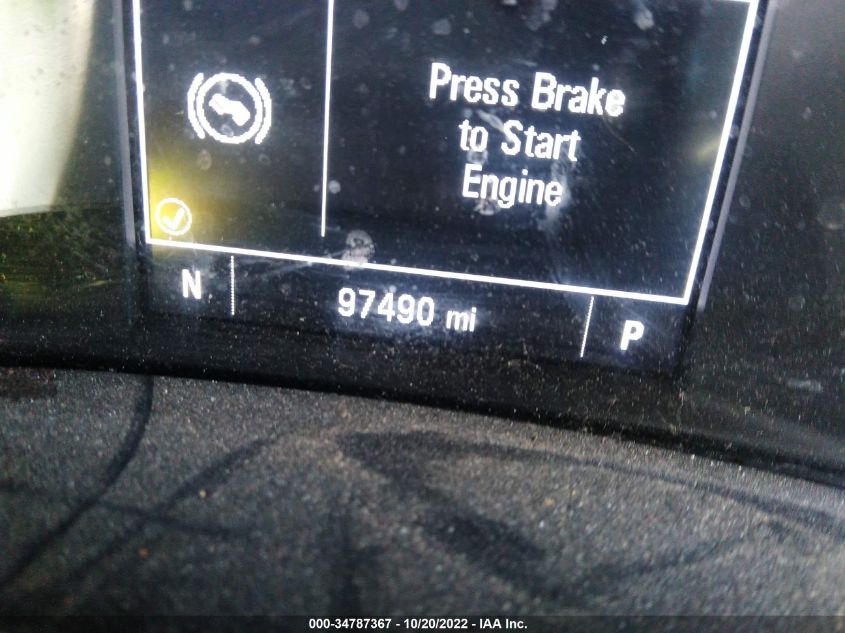 Press Brake
to Start
Engine
N 97490 mi P
000-34787367 - 10/20/2022 - IAA Inc.